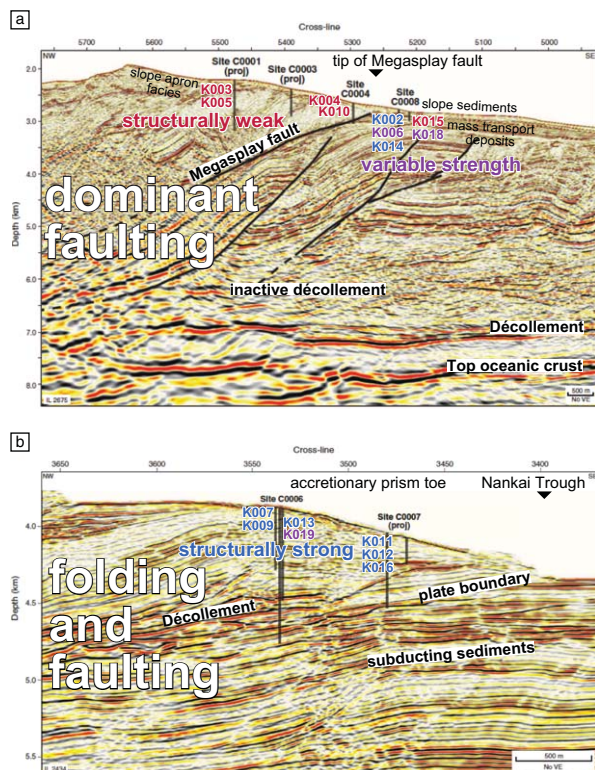 a
Cross-line
5700 5600 5500 5400 5300 5200 5100 5000
NW
SE
tip of Megasplay fault
Site C0001
(proj)
Site C0003
(proj)
Site
C0004
Site
C0008
slope apron
facies
K003
K005
structurally weak
K004
K010
K002
K006
K014
K015
K018
slope sediments
mass transport
deposits
variable strength
Megasplay fault
dominant
faulting
inactive décollement
Décollement
Top oceanic crust
Depth (km)
2.0
3.0
4.0
5.0
6.0
7.0
8.0
IL 2675
500 m
No VE
b
Cross-line
3650 3600 3550 3500 3450 3400
NW
SE
accretionary prism toe
Nankai Trough
Site C0006
Site C0007
(proj)
K007
K009
K013
K019
structurally strong
K011
K012
K016
folding
and
faulting
Décollement
plate boundary
subducting sediments
Depth (km)
4.0
4.5
5.0
5.5
500 m
No VE